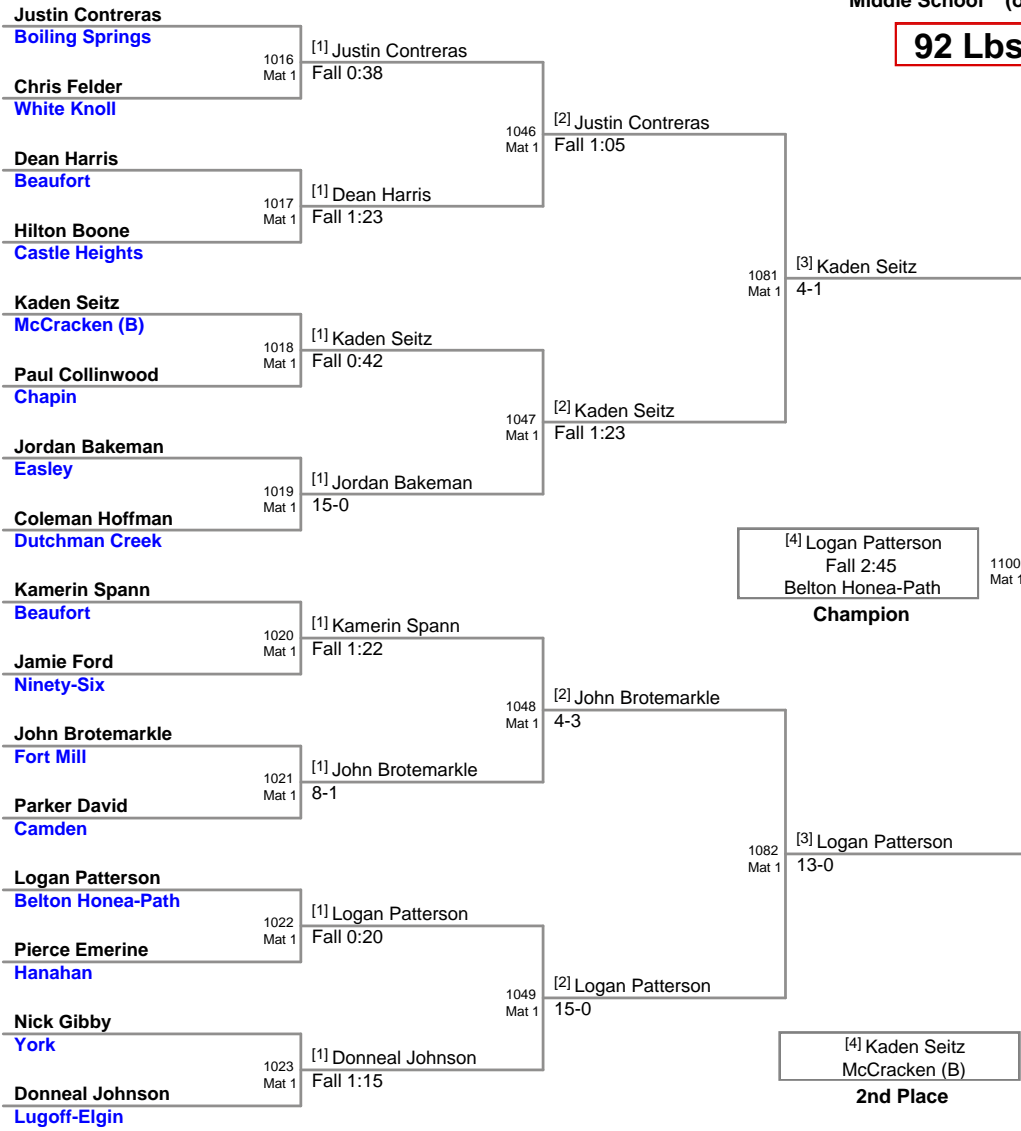 Middle School
92 Lbs
Justin Contreras
Boiling Springs
1016
Mat 1
[1] Justin Contreras
Fall 0:38
Chris Felder
White Knoll
1046
Mat 1
[2] Justin Contreras
Fall 1:05
Dean Harris
Beaufort
1017
Mat 1
[1] Dean Harris
Fall 1:23
Hilton Boone
Castle Heights
1081
Mat 1
[3] Kaden Seitz
4-1
Kaden Seitz
McCracken (B)
1018
Mat 1
[1] Kaden Seitz
Fall 0:42
Paul Collinwood
Chapin
1047
Mat 1
[2] Kaden Seitz
Fall 1:23
Jordan Bakeman
Easley
1019
Mat 1
[1] Jordan Bakeman
15-0
Coleman Hoffman
Dutchman Creek
[4] Logan Patterson
Fall 2:45
Belton Honea-Path
Champion
1100
Mat 1
Kamerin Spann
Beaufort
1020
Mat 1
[1] Kamerin Spann
Fall 1:22
Jamie Ford
Ninety-Six
1048
Mat 1
[2] John Brotemarkle
4-3
John Brotemarkle
Fort Mill
1021
Mat 1
[1] John Brotemarkle
8-1
Parker David
Camden
1082
Mat 1
[3] Logan Patterson
13-0
Logan Patterson
Belton Honea-Path
1022
Mat 1
[1] Logan Patterson
Fall 0:20
Pierce Emerine
Hanahan
1049
Mat 1
[2] Logan Patterson
15-0
Nick Gibby
York
1023
Mat 1
[1] Donneal Johnson
Fall 1:15
Donneal Johnson
Lugoff-Elgin
[4] Kaden Seitz
McCracken (B)
2nd Place